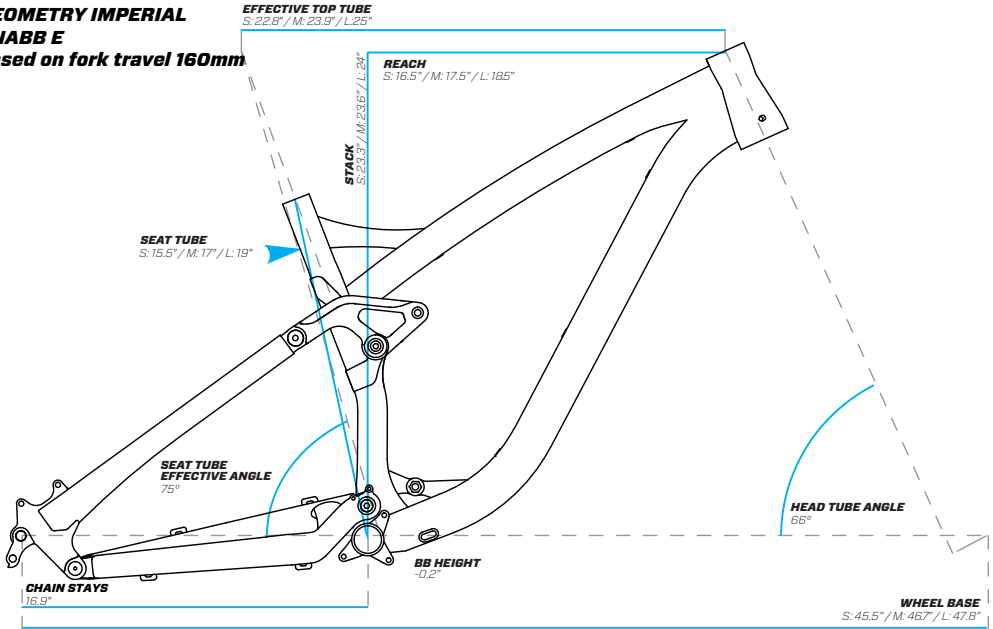 EOMETRY IMPERIAL
NABB E
sed on fork travel 160mm
EFFECTIVE TOP TUBE
S: 22.8" / M: 23.9" / L:25"
REACH
S: 16.5" / M: 17.5" / L: 18.5"
STACK
S: 23.3" / M: 23.6" / L: 24"
SEAT TUBE
S: 15.5" / M: 17" / L: 19"
SEAT TUBE
EFFECTIVE ANGLE
75°
HEAD TUBE ANGLE
66°
BB HEIGHT
-0.2"
CHAIN STAYS
16.9"
WHEEL BASE
S: 45.5" / M: 46.7" / L: 47.8"